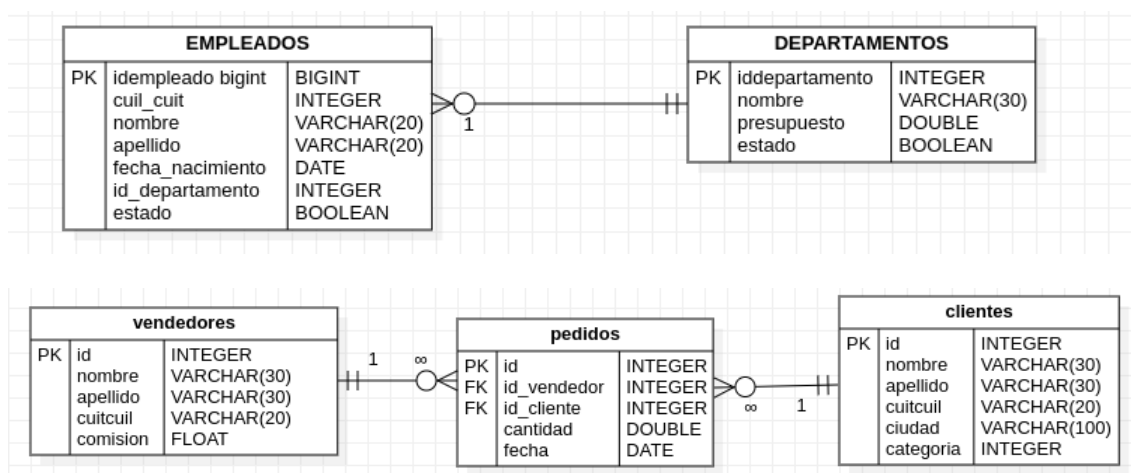 EMPLEADOS
PK idempleado bigint BIGINT
cuil_cuit INTEGER
nombre VARCHAR(20)
apellido VARCHAR(20)
fecha_nacimiento DATE
id_departamento INTEGER
estado BOOLEAN
1
DEPARTAMENTOS
PK iddepartamento INTEGER
nombre VARCHAR(30)
presupuesto DOUBLE
estado BOOLEAN
vendedores
PK id INTEGER
nombre VARCHAR(30)
apellido VARCHAR(30)
cuitcuil VARCHAR(20)
comision FLOAT
1 ∞
pedidos
PK id INTEGER
FK id_vendedor INTEGER
FK id_cliente INTEGER
cantidad DOUBLE
fecha DATE
∞ 1
clientes
PK id INTEGER
nombre VARCHAR(30)
apellido VARCHAR(30)
cuitcuil VARCHAR(20)
ciudad VARCHAR(100)
categoria INTEGER